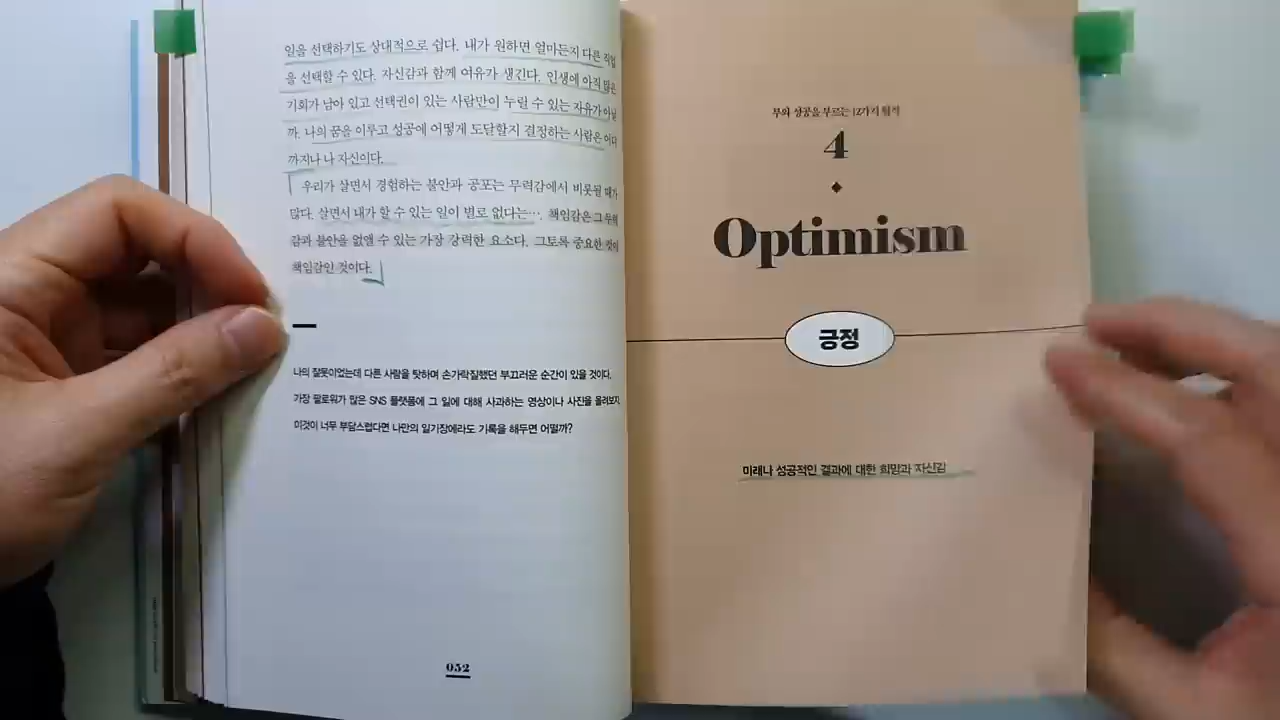 일을 선택하기도 상대적으로 쉽다. 내가 원하면 얼마든지 다른 직업
을 선택할 수 있다. 자신감과 함께 여유가 생긴다. 인생에 아직 많은
기회가 남아 있고 선택권이 있는 사람만이 누릴 수 있는 자유가 아닐
까. 나의 꿈을 이루고 성공에 어떻게 도달할지 결정하는 사람은 어디
까지나 나 자신이다.
우리가 살면서 경험하는 불안과 공포는 무력감에서 비롯될 때가
많다. 살면서 내가 할 수 있는 일이 별로 없다는…. 책임감은 그 무력
감과 불안을 없앨 수 있는 가장 강력한 요소다. 그토록 중요한 것이
책임감인 것이다.
나의 잘못이었는데 다른 사람을 탓하며 손가락질했던 부끄러운 순간이 있을 것이다.
가장 팔로워가 많은 SNS 플랫폼에 그 일에 대해 사과하는 영상이나 사진을 올려보자.
이것이 너무 부담스럽다면 나만의 일기장에라도 기록을 해두면 어떨까?
052
부와 성공을 부르는 12가지 원칙
4
Optimism
긍정
미래나 성공적인 결과에 대한 희망과 자신감